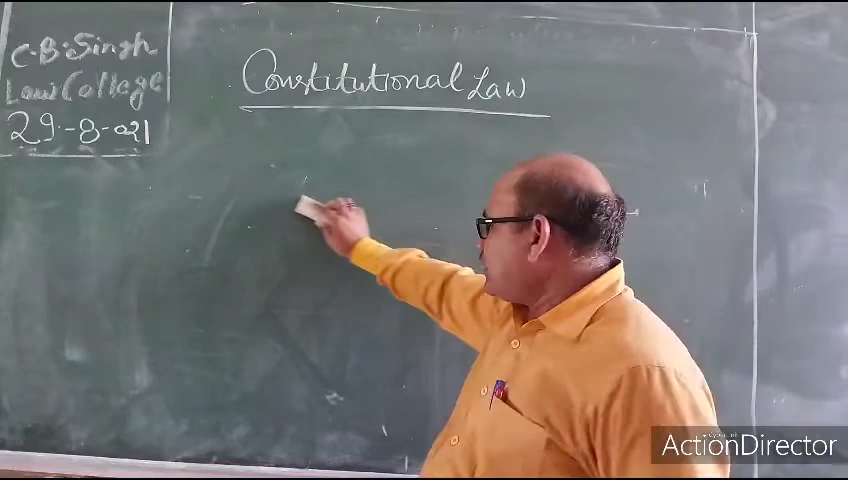 C.B. Singh
Law College
29-8-021
Constitutional Law
ActionDirector